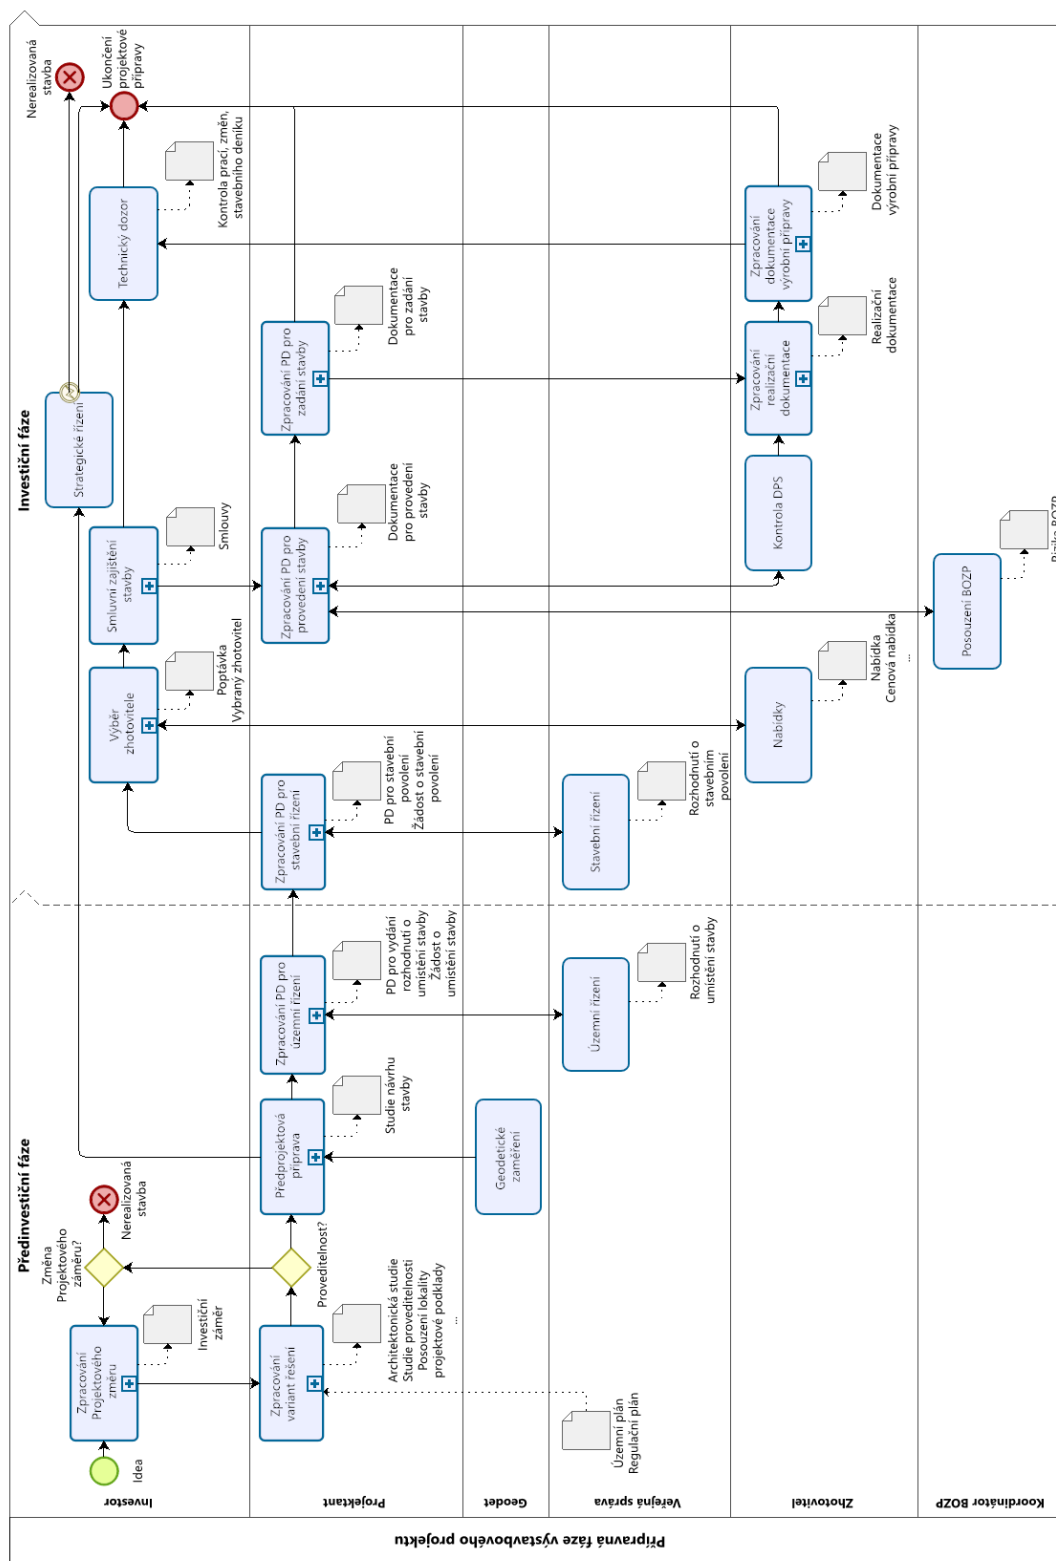 Přípravná fáze výstavbového projektu
Předinvestiční fáze
Investiční fáze
Investor
Idea
Zpracování
Projektového
změru
Investiční
záměr
Změna
Projektového
záměru?
Nerealizovaná
stavba
Strategické řízení
Nerealizovaná
stavba
Výběr
zhotovitele
Poptávka
Vybraný zhotovitel
Smluvní zajištění
stavby
Smlouvy
Technický dozor
Kontrola prací, změn,
stavebního deníku
Ukončení
projektové
přípravy
Projektant
Zpracování
variant řešení
Architektonická studie
Studie proveditelnosti
Posouzení lokality
projektové podklady
...
Proveditelnost?
Předprojektová
příprava
Studie návrhu
stavby
Zpracování PD pro
územní řízení
PD pro vydání
rozhodnutí o
umístění stavby
Žádost o
umístění stavby
Zpracování PD pro
stavební řízení
PD pro stavební
povolení
Žádost o stavební
povolení
Zpracování PD pro
provedení stavby
Dokumentace
pro provedení
stavby
Zpracování PD pro
zadání stavby
Dokumentace
pro zadání
stavby
Geodet
Geodetické
zaměření
Veřejná správa
Územní plán
Regulační plán
Územní řízení
Rozhodnutí o
umístění stavby
Stavební řízení
Rozhodnutí o
stavebním
povolení
Zhotovitel
Nabídky
Nabídka
Cenová nabídka
...
Kontrola DPS
Zpracování
realizační
dokumentace
Realizační
dokumentace
Zpracování
dokumentace
výrobní přípravy
Dokumentace
výrobní přípravy
Koordinátor BOZP
Posouzení BOZP